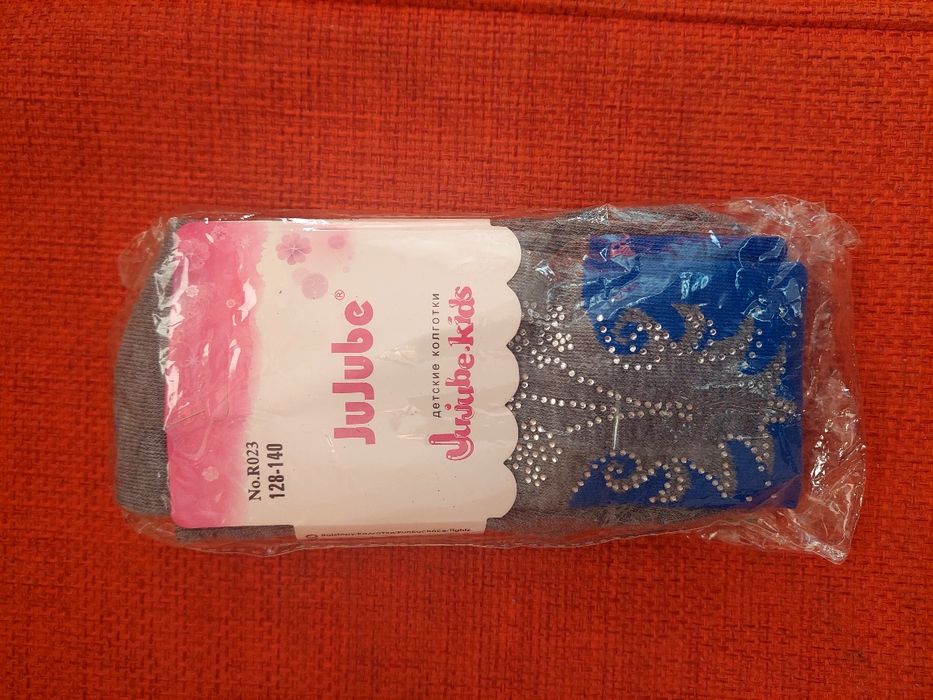 JuJube®
детские колготки
Jujube-kids
No.R023
128-140